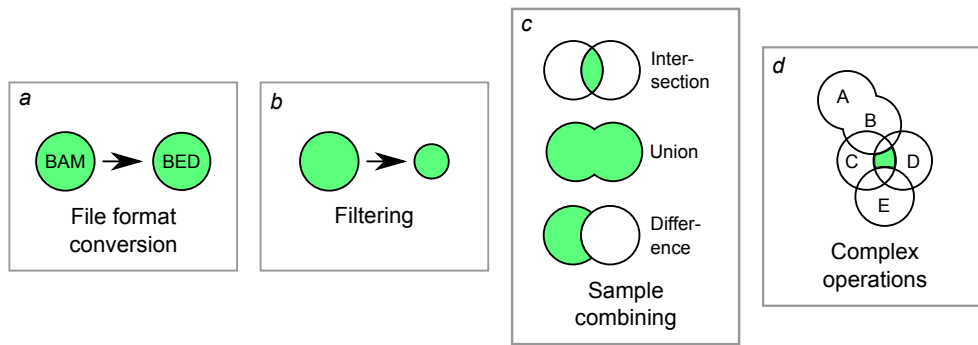 a
BAM
BED
File format
conversion
b
Filtering
c
Inter-
section
Union
Differ-
ence
Sample
combining
d
A
B
C
D
E
Complex
operations